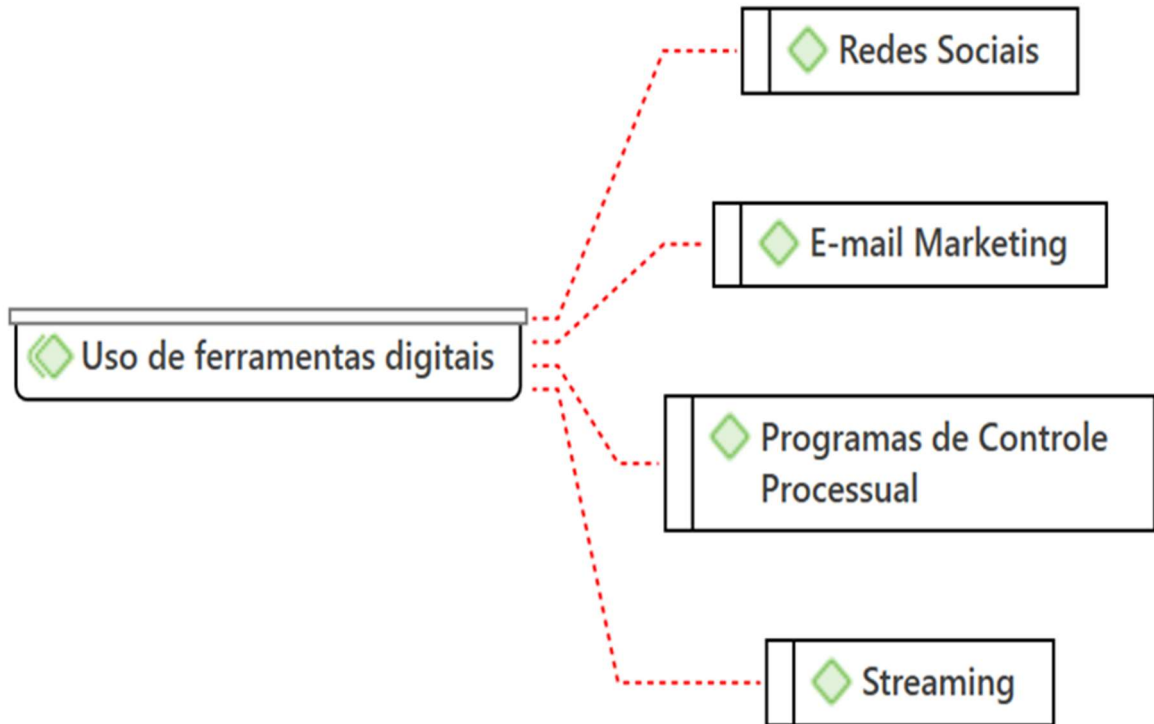 Redes Sociais
E-mail Marketing
Uso de ferramentas digitais
Programas de Controle
Processual
Streaming